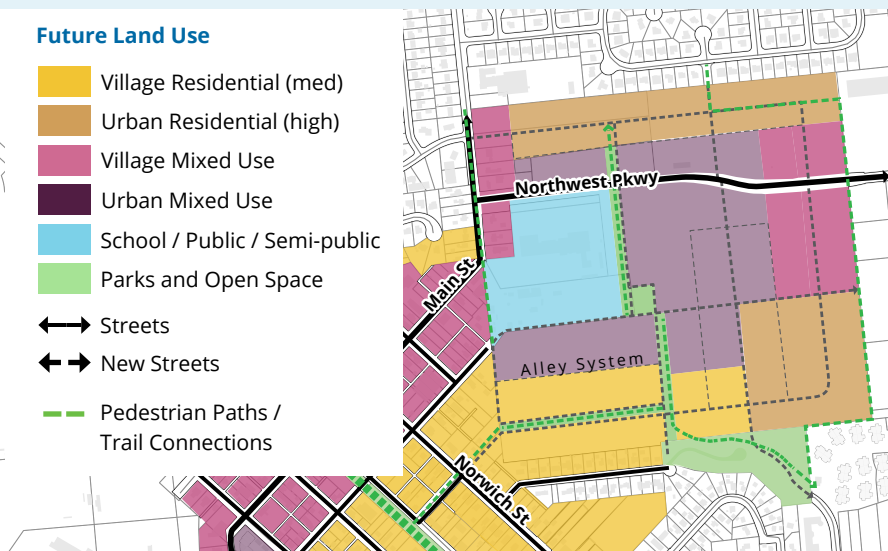 Future Land Use
Village Residential (med)
Urban Residential (high)
Village Mixed Use
Urban Mixed Use
School / Public / Semi-public
Parks and Open Space
Streets
New Streets
Pedestrian Paths /
Trail Connections
Northwest Pkwy
Main St
Alley System
Norwich St